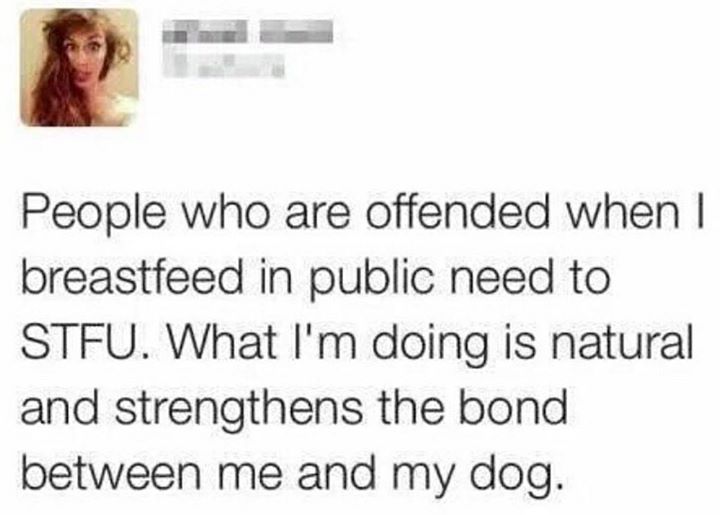 People who are offended when I
breastfeed in public need to
STFU. What I'm doing is natural
and strengthens the bond
between me and my dog.